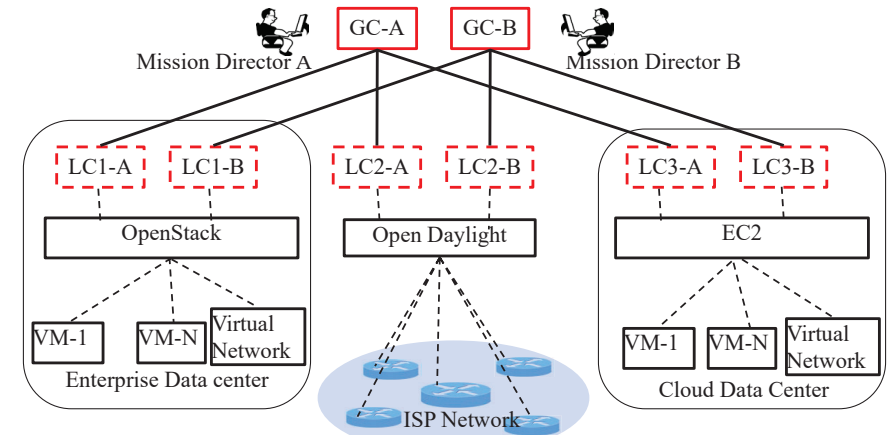 GC-A
GC-B
Mission Director A
Mission Director B
LC1-A
LC1-B
LC2-A
LC2-B
LC3-A
LC3-B
OpenStack
Open Daylight
EC2
VM-1
VM-N
Virtual
Network
VM-1
VM-N
Virtual
Network
Enterprise Data center
Cloud Data Center
ISP Network